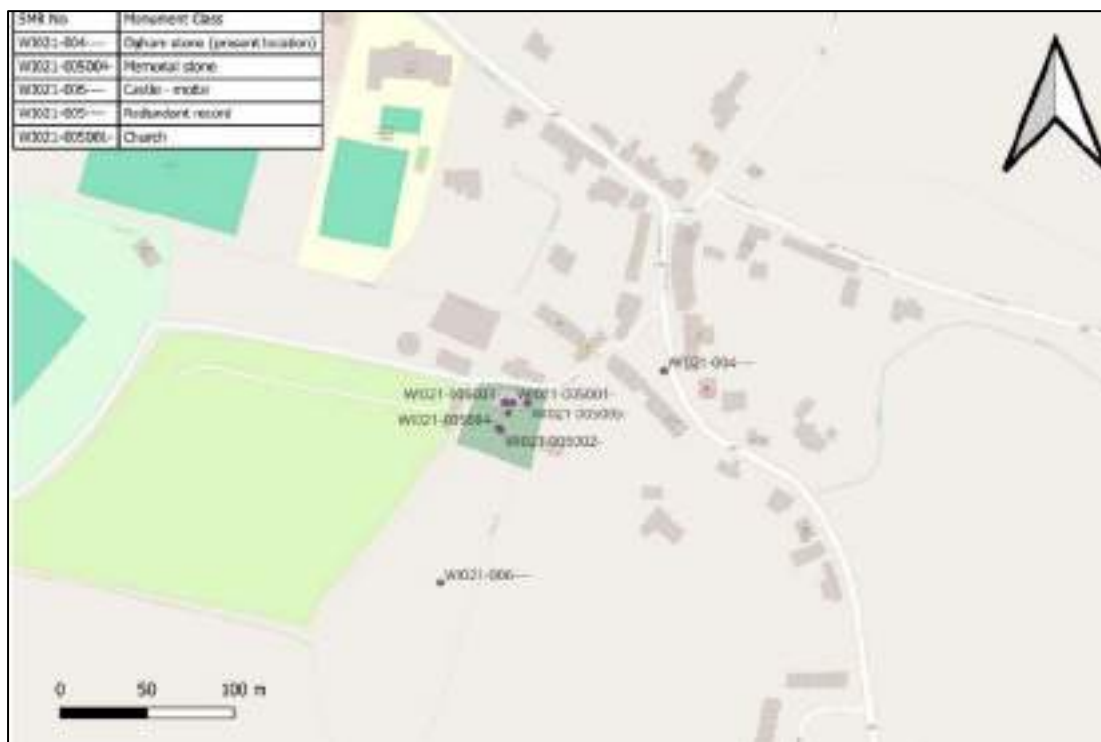 SMR No Monument Class
WI021-004---- Ogham stone (present location)
WI021-005004- Memorial stone
WI021-006---- Castle - motte
WI021-005---- Redundant record
WI021-005001- Church
WI021-004----
WI021-005001-
WI021-005004-
WI021-005002-
WI021-006----
0 50 100 m